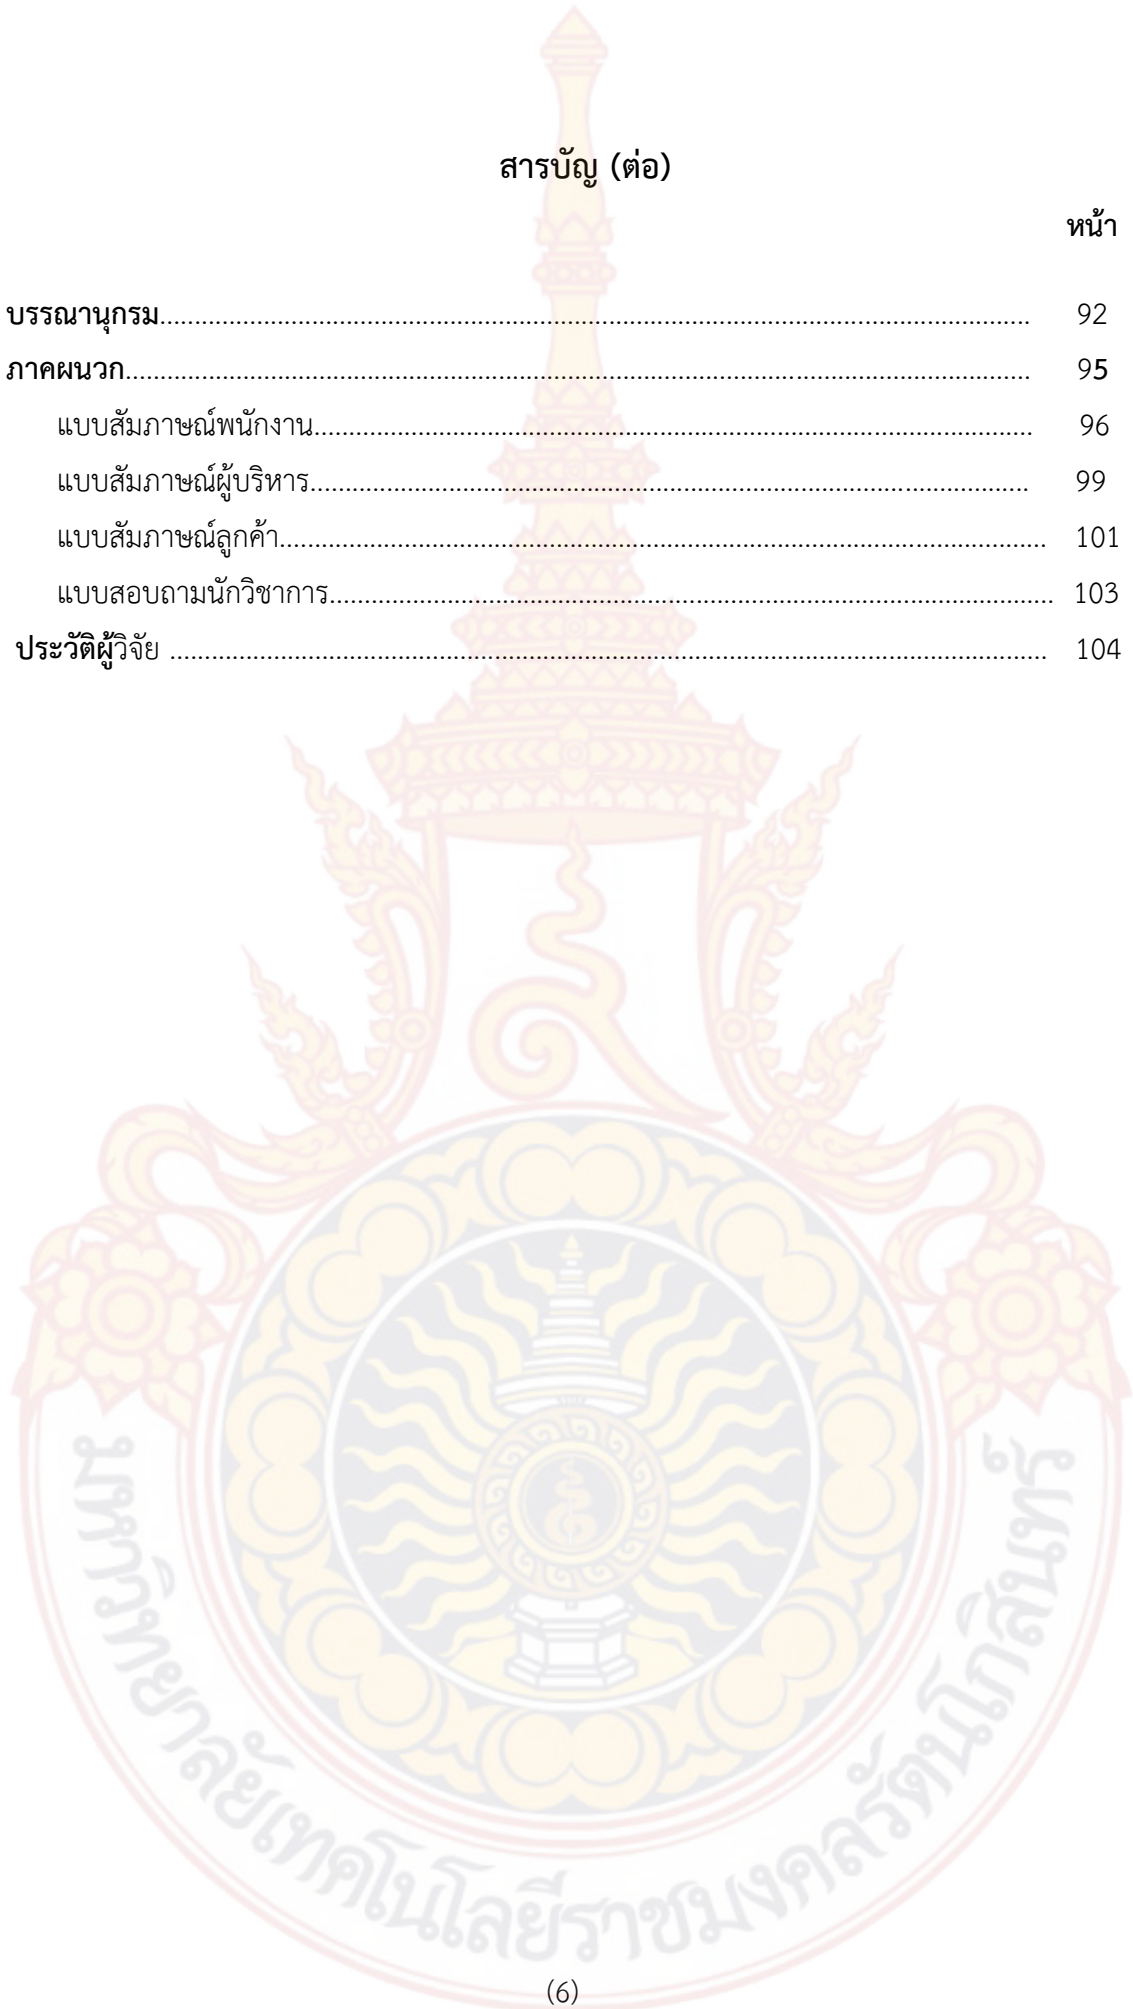 สารบัญ (ต่อ)
หน้า
บรรณานุกรม.......................................................................................................................... 92
ภาคผนวก................................................................................................................................ 95
แบบสัมภาษณ์พนักงาน..................................................................................................... 96
แบบสัมภาษณ์ผู้บริหาร..................................................................................................... 99
แบบสัมภาษณ์ลูกค้า............................................................................................................ 101
แบบสอบถามนักวิชาการ...................................................................................................... 103
ประวัติผู้วิจัย ............................................................................................................................ 104
มหาวิทยาลัยเทคโนโลยีราชมงคลรัตนโกสินทร์
(6)